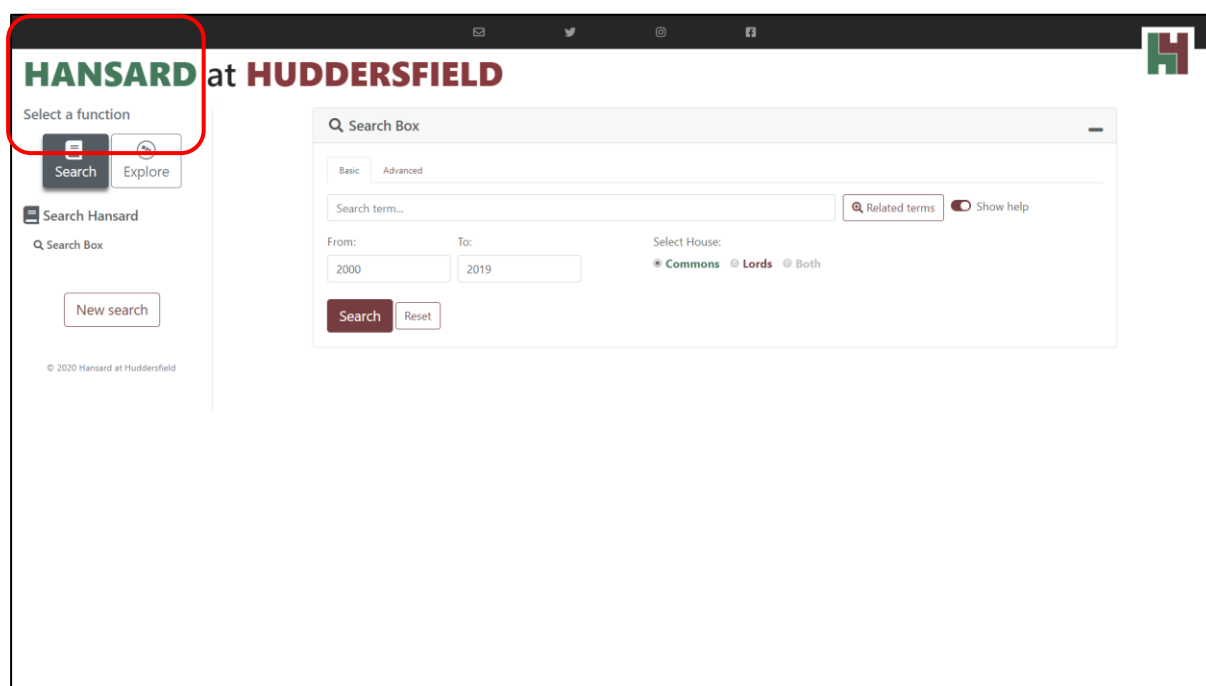 HANSARD at HUDDERSFIELD
Select a function
Search Explore
Search Hansard
Search Box
New search
© 2020 Hansard at Huddersfield
Search Box
Basic Advanced
Search term... Related terms Show help
From: To: Select House:
2000 2019 Commons Lords Both
Search Reset